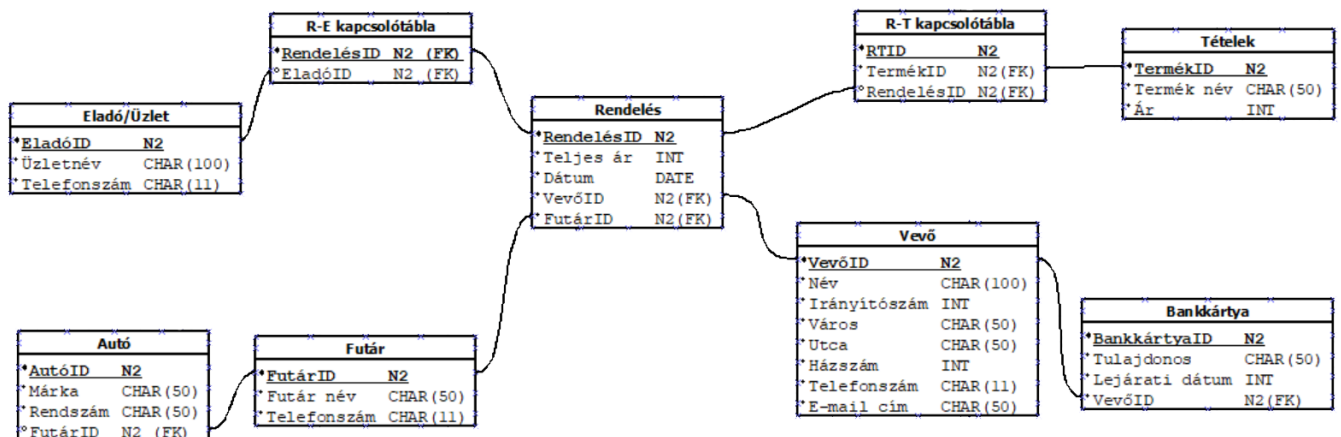 R-E kapcsolótábla
RendelésID N2 (FK)
EladóID N2 (FK)
R-T kapcsolótábla
RTID N2
TermékID N2(FK)
RendelésID N2(FK)
Tételek
TermékID N2
Termék név CHAR(50)
Ár INT
Eladó/Üzlet
EladóID N2
Üzletnév CHAR(100)
Telefonszám CHAR(11)
Rendelés
RendelésID N2
Teljes ár INT
Dátum DATE
VevőID N2(FK)
FutárID N2(FK)
Vevő
VevőID N2
Név CHAR(100)
Irányítószám INT
Város CHAR(50)
Utca CHAR(50)
Házszám INT
Telefonszám CHAR(11)
E-mail cím CHAR(50)
Bankkártya
BankkártyaID N2
Tulajdonos CHAR(50)
Lejárati dátum INT
VevőID N2(FK)
Autó
AutóID N2
Márka CHAR(50)
Rendszám CHAR(50)
FutárID N2 (FK)
Futár
FutárID N2
Futár név CHAR(50)
Telefonszám CHAR(11)